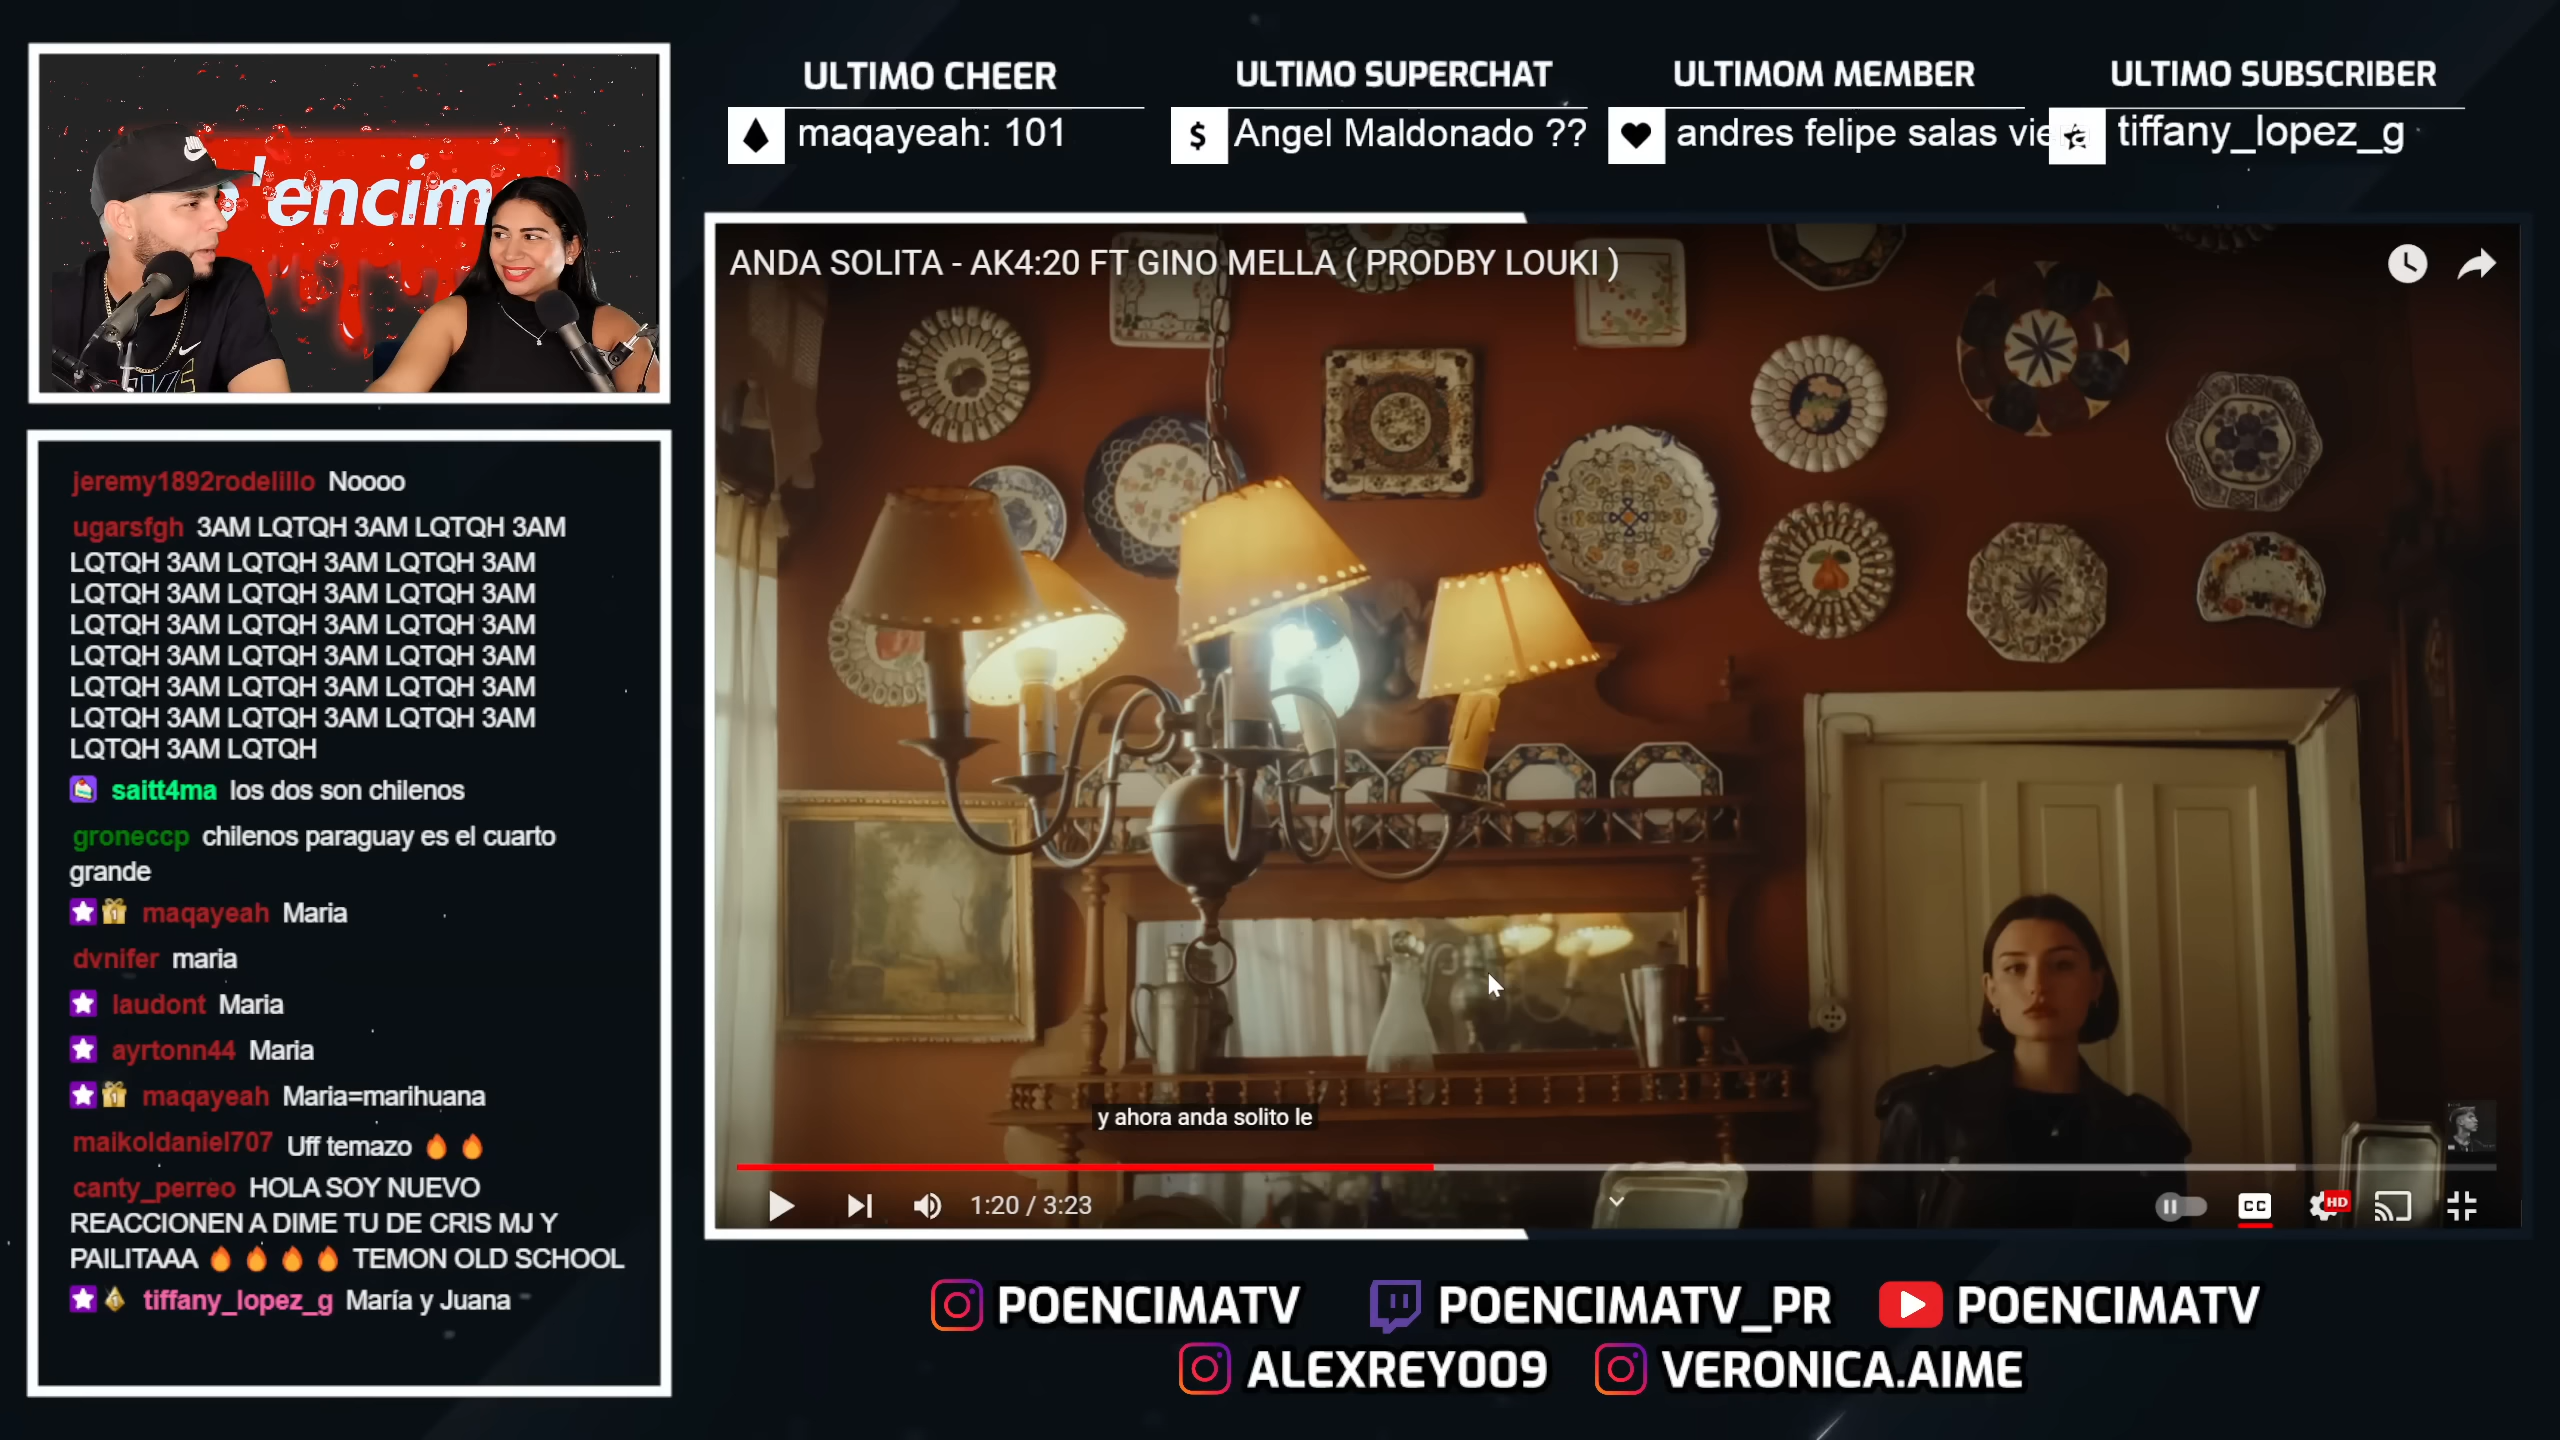 ULTIMO CHEER
maqayeah: 101
ULTIMO SUPERCHAT
$ Angel Maldonado ??
ULTIMOM MEMBER
andres felipe salas vie
ULTIMO SUBSCRIBER
tiffany_lopez_g
'encim
jeremy1892rodelillo Noooo
ugarsfgh 3AM LQTQH 3AM LQTQH 3AM
LQTQH 3AM LQTQH 3AM LQTQH 3AM
LQTQH 3AM LQTQH 3AM LQTQH 3AM
LQTQH 3AM LQTQH 3AM LQTQH 3AM
LQTQH 3AM LQTQH 3AM LQTQH 3AM
LQTQH 3AM LQTQH 3AM LQTQH 3AM
LQTQH 3AM LQTQH 3AM LQTQH 3AM
LQTQH 3AM LQTQH
saitt4ma los dos son chilenos
groneccp chilenos paraguay es el cuarto
grande
maqayeah Maria
dvnifer maria
laudont Maria
ayrtonn44 Maria
maqayeah Maria=marihuana
maikoldaniel707 Uff temazo 🔥 🔥
canty_perreo HOLA SOY NUEVO
REACCIONEN A DIME TU DE CRIS MJ Y
PAILITAAA 🔥 🔥 🔥 🔥 TEMON OLD SCHOOL
tiffany_lopez_g María y Juana
ANDA SOLITA - AK4:20 FT GINO MELLA ( PRODBY LOUKI )
y ahora anda solito le
1:20 / 3:23
CC
HD
POENCIMATV
POENCIMATV_PR
POENCIMATV
ALEXREY009
VERONICA.AIME